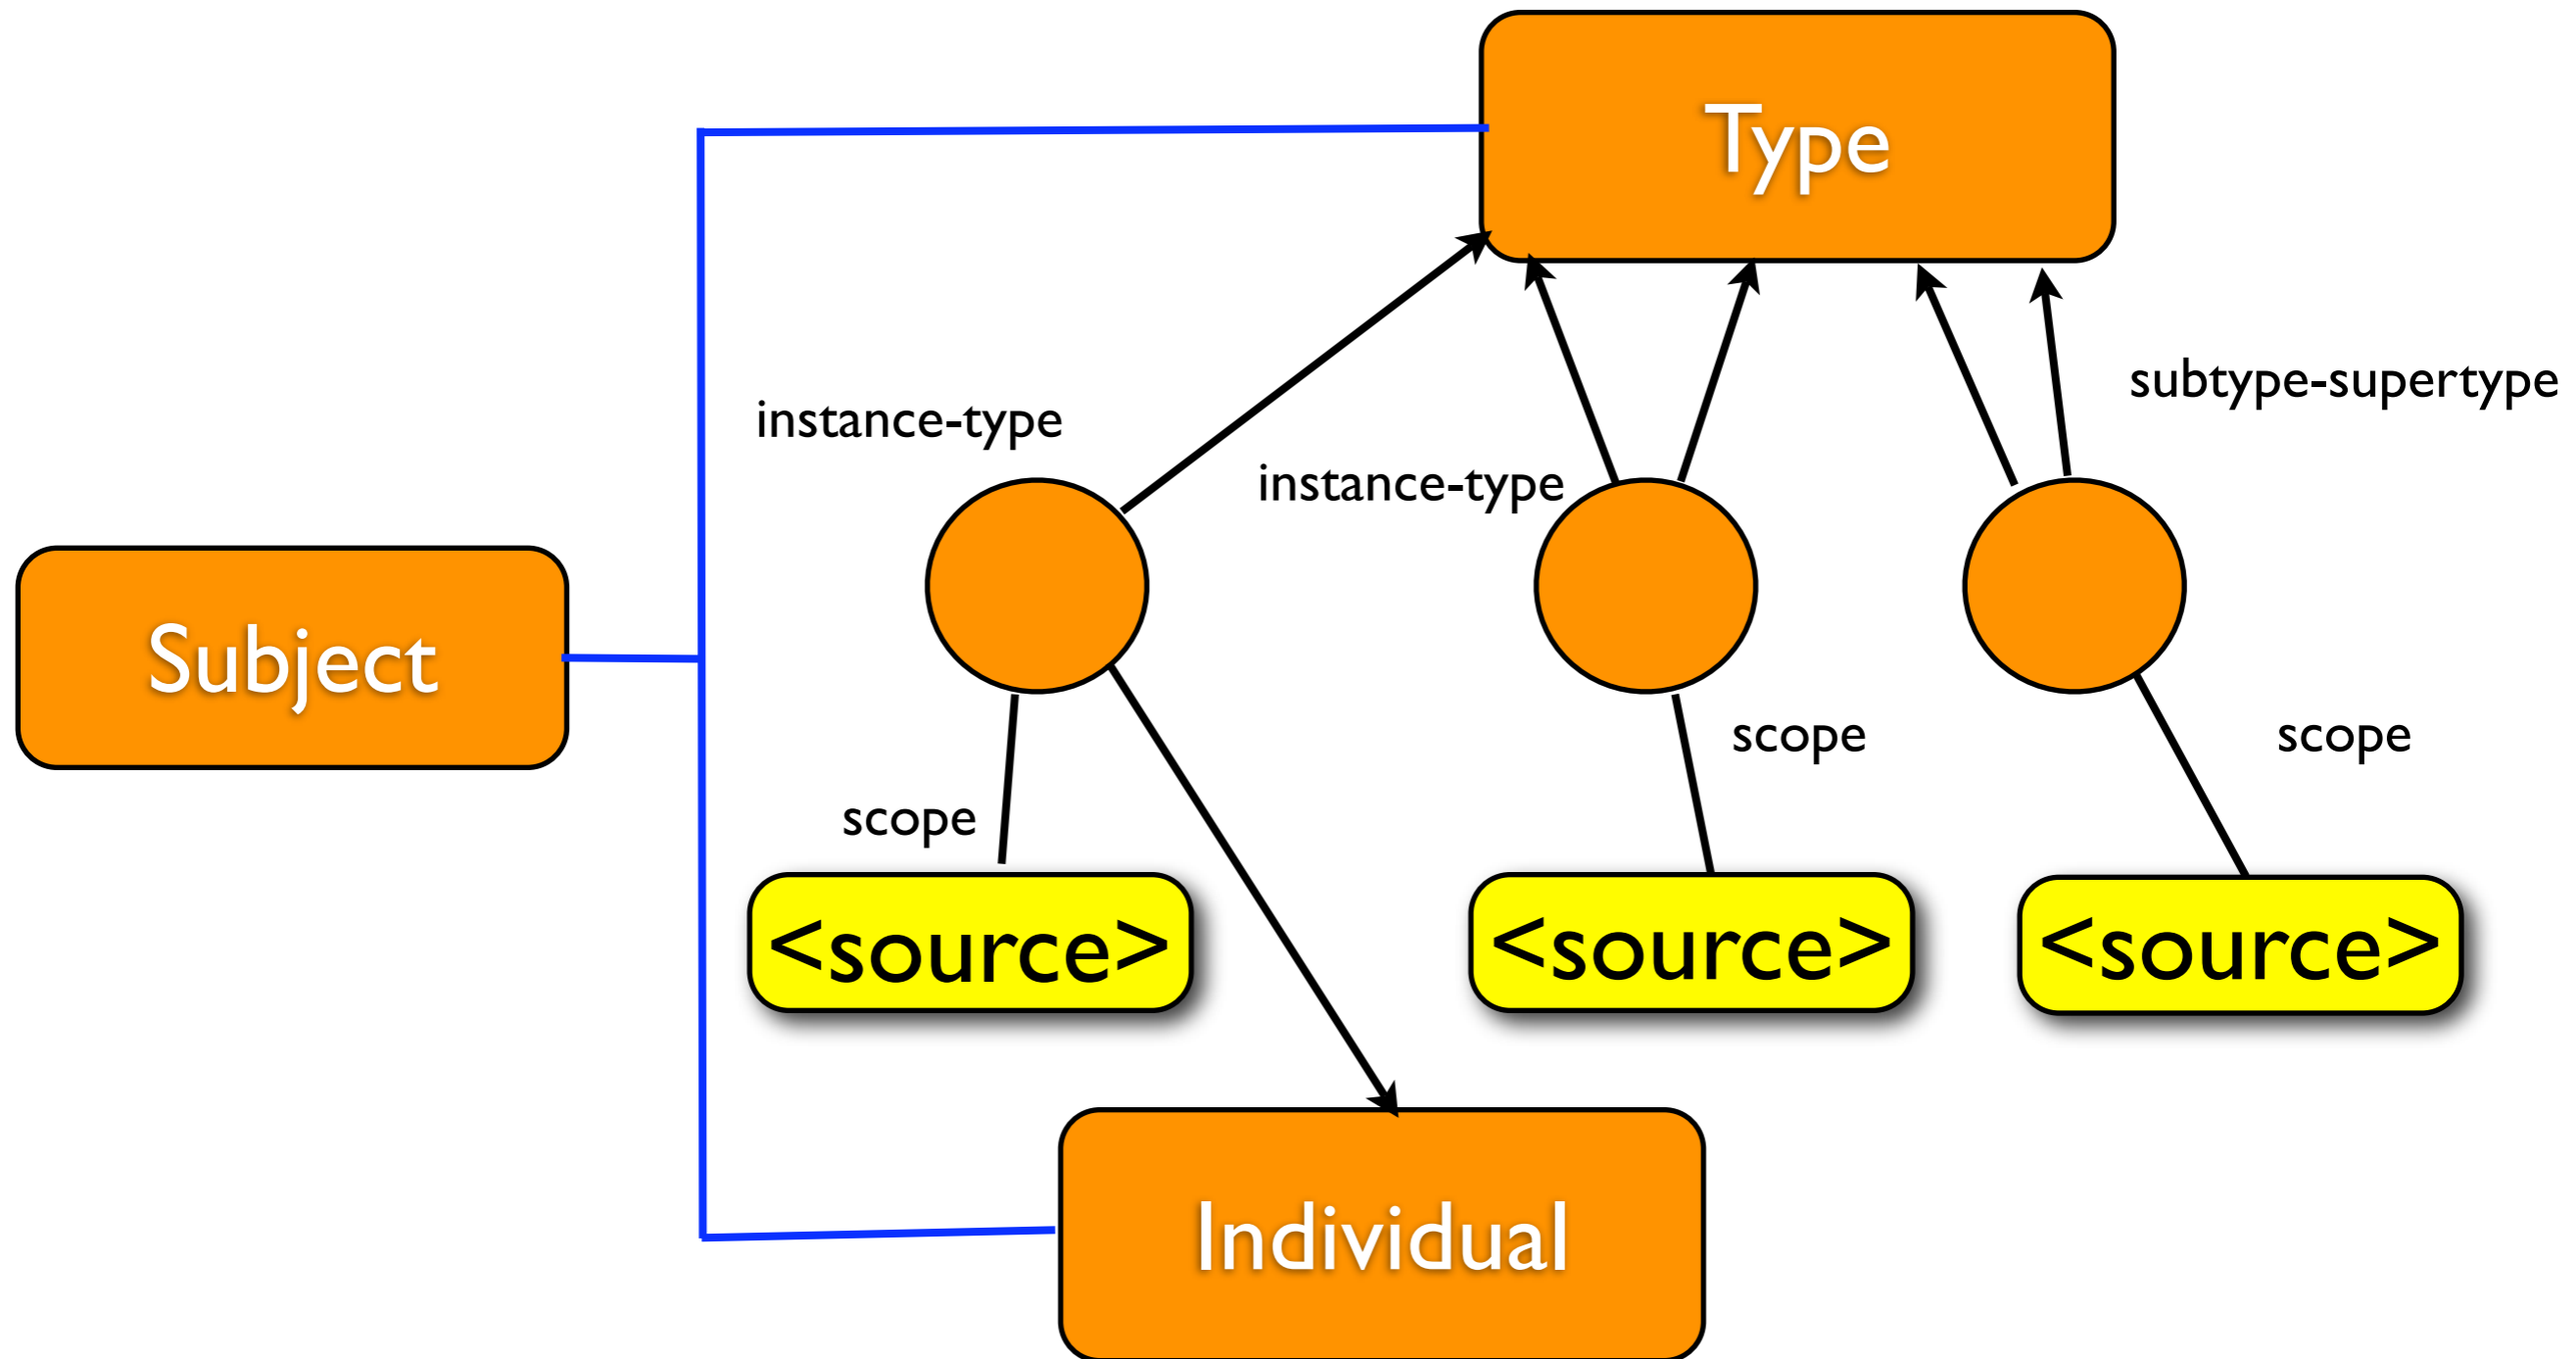 Type
subtype-supertype
instance-type
instance-type
Subject
scope
scope
scope
<source>
<source>
<source>
Individual